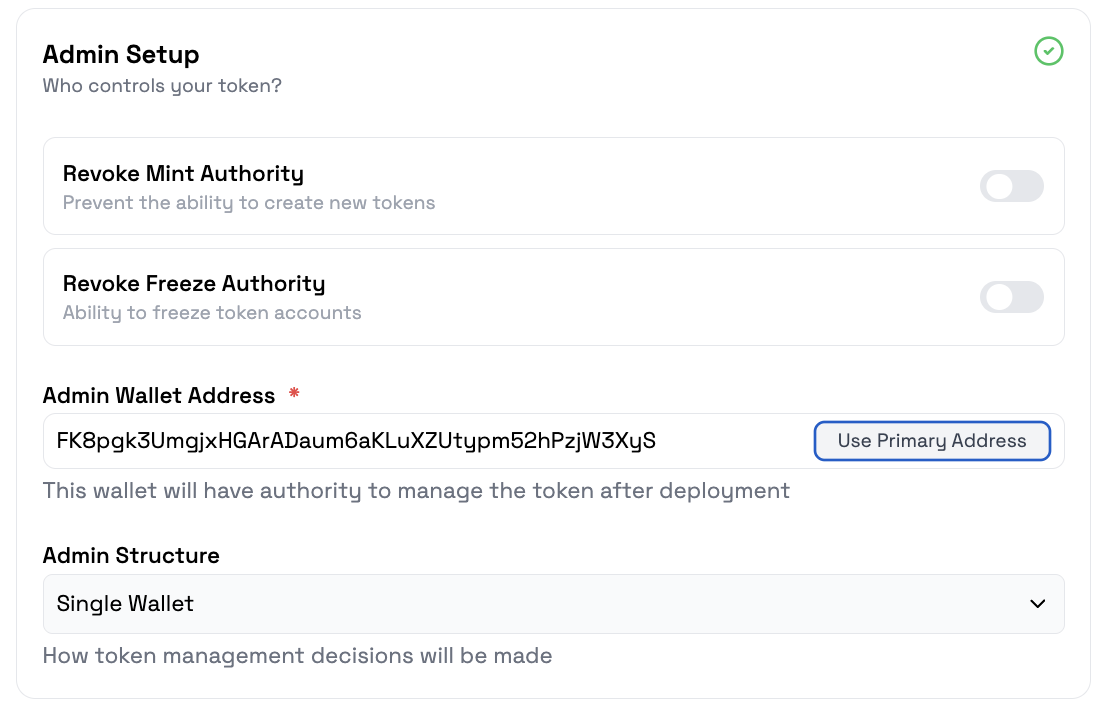 Admin Setup
Who controls your token?
Revoke Mint Authority
Prevent the ability to create new tokens
Revoke Freeze Authority
Ability to freeze token accounts
Admin Wallet Address *
FK8pgk3UmgjxHGArADaum6aKLuXZUtypm52hPzjW3XyS
Use Primary Address
This wallet will have authority to manage the token after deployment
Admin Structure
Single Wallet
How token management decisions will be made